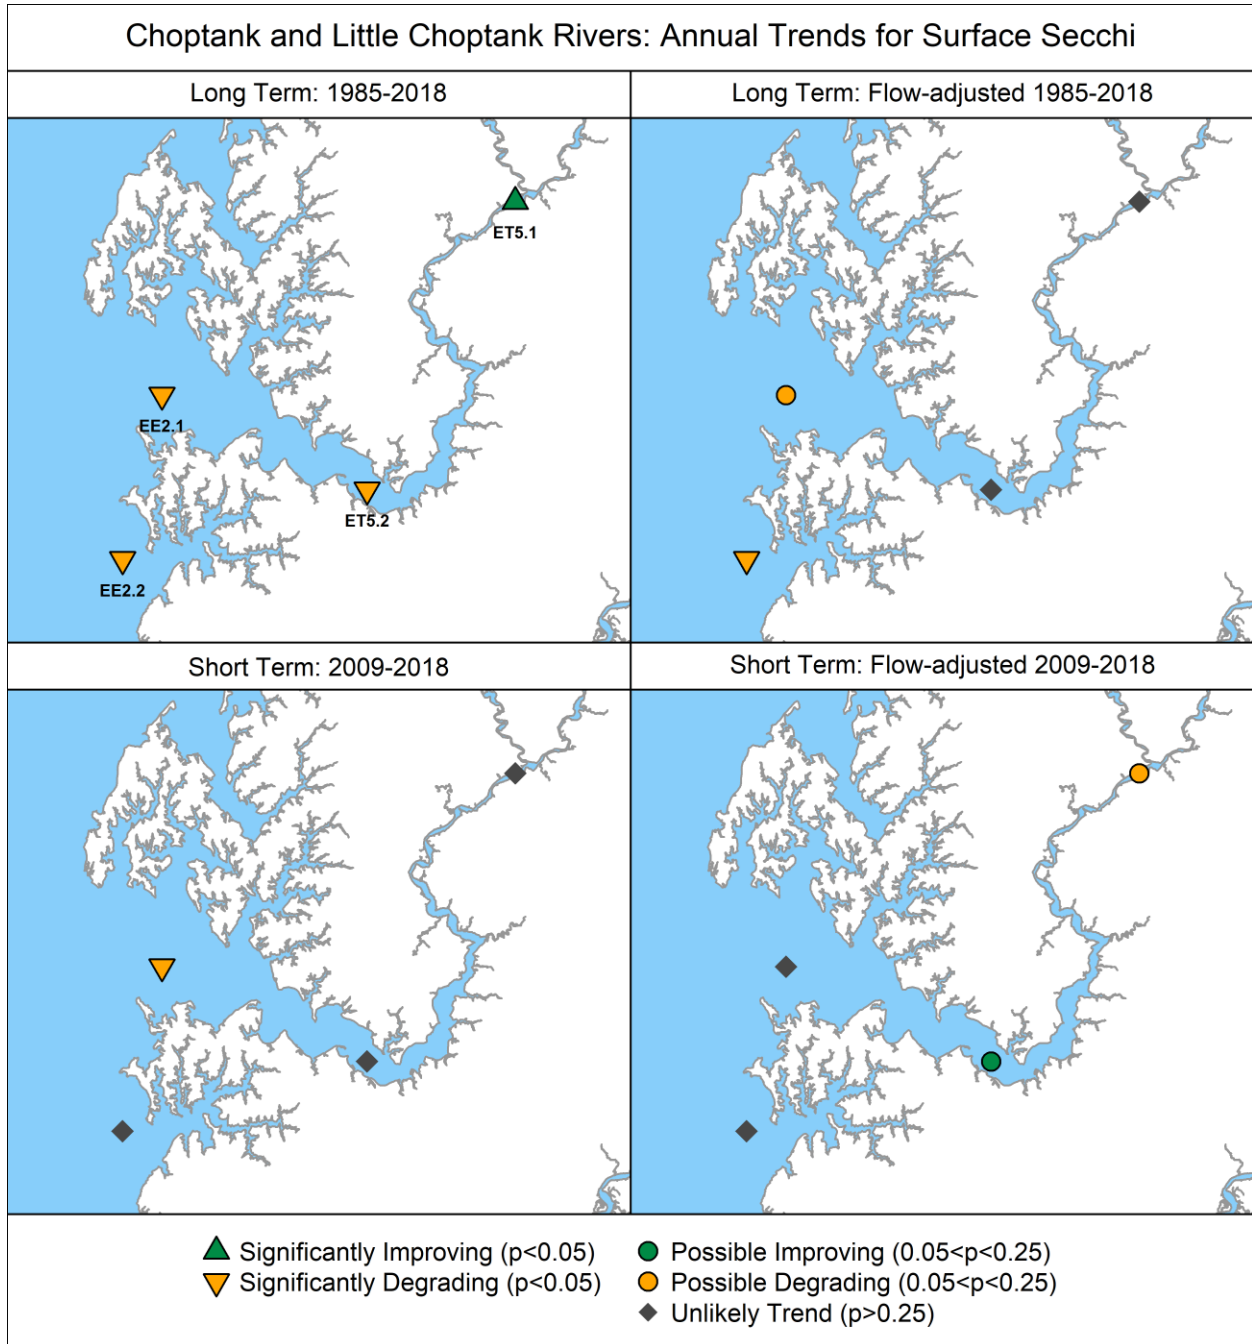 Choptank and Little Choptank Rivers: Annual Trends for Surface Secchi
Long Term: 1985-2018
Long Term: Flow-adjusted 1985-2018
ET5.1
EE2.1
ET5.2
EE2.2
Short Term: 2009-2018
Short Term: Flow-adjusted 2009-2018
Significantly Improving (p<0.05)
Significantly Degrading (p<0.05)
Possible Improving (0.05<p<0.25)
Possible Degrading (0.05<p<0.25)
Unlikely Trend (p>0.25)